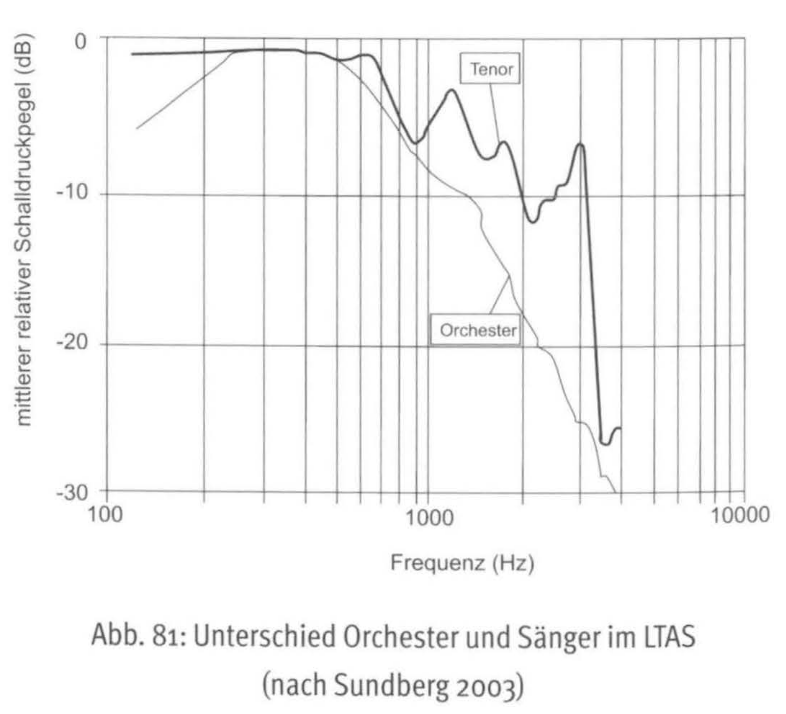 mittlerer relativer Schalldruckpegel (dB)
0
-10
-20
-30
Tenor
Orchester
100
1000
10000
Frequenz (Hz)
Abb. 81: Unterschied Orchester und Sänger im LTAS
(nach Sundberg 2003)